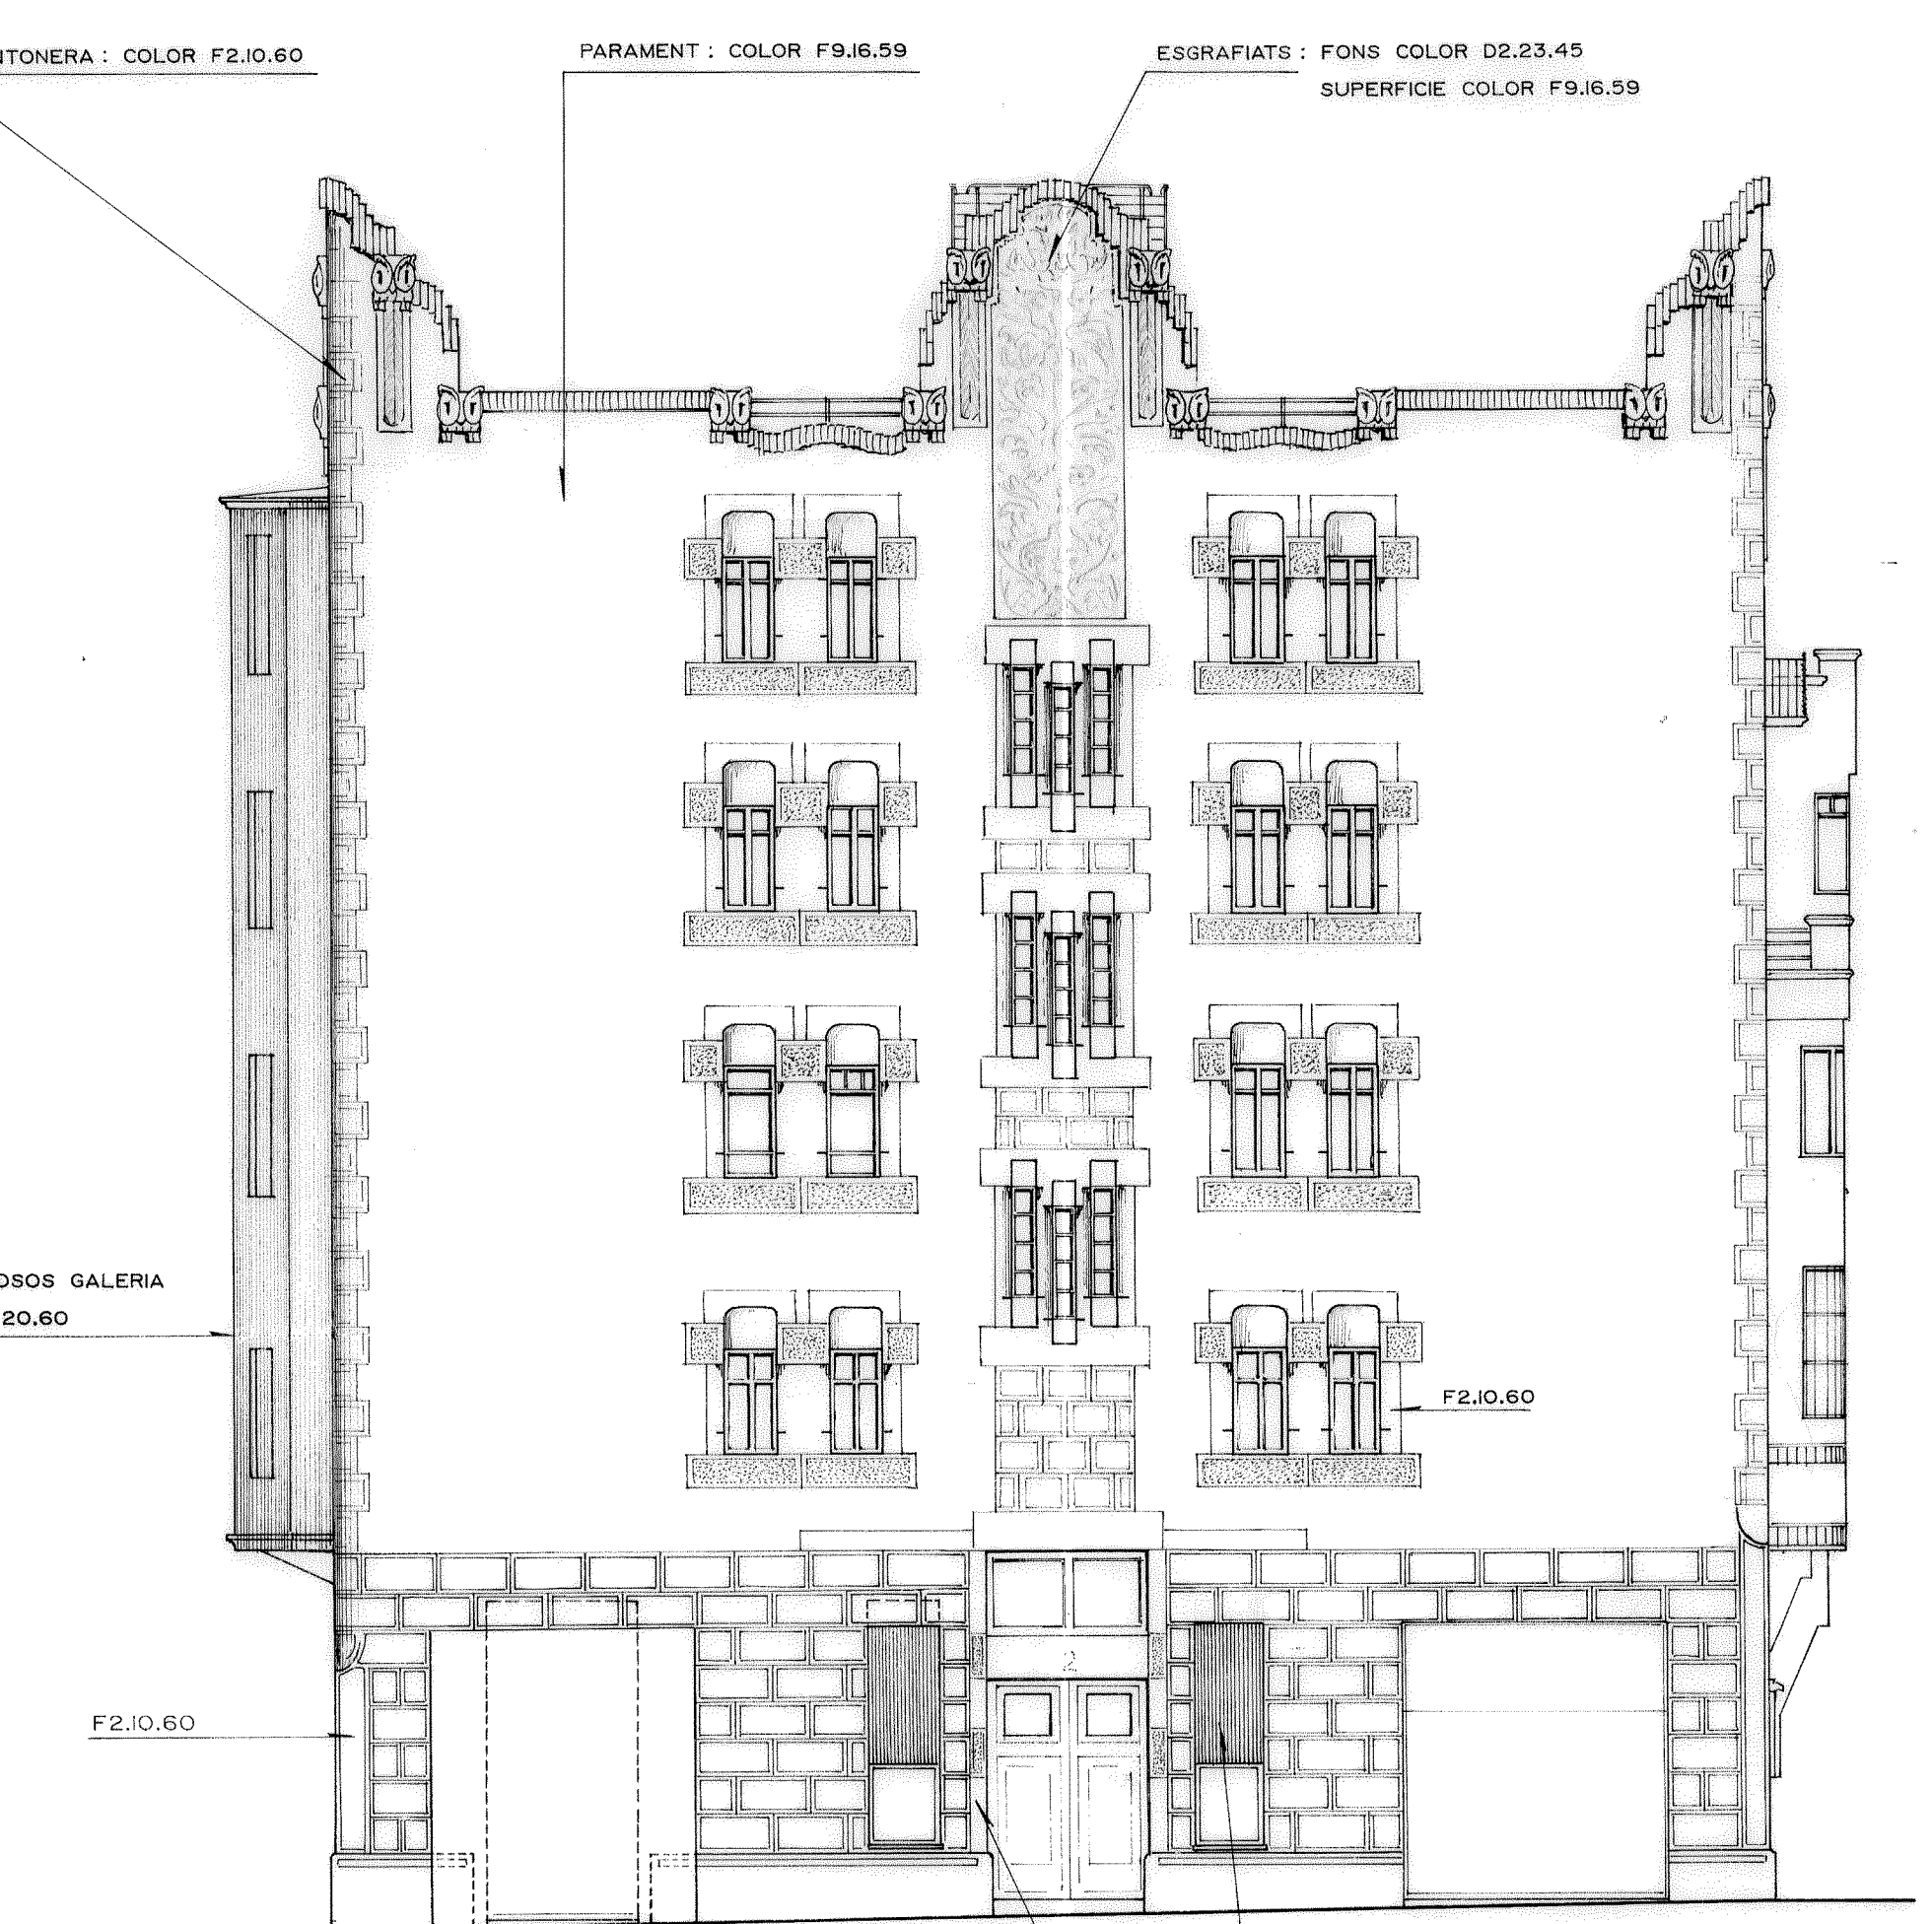 NTONERA : COLOR F2.10.60
PARAMENT : COLOR F9.16.59
ESGRAFIATS : FONS COLOR D2.23.45
SUPERFICIE COLOR F9.16.59
OSOS GALERIA
20.60
F2.10.60
2
F2.10.60